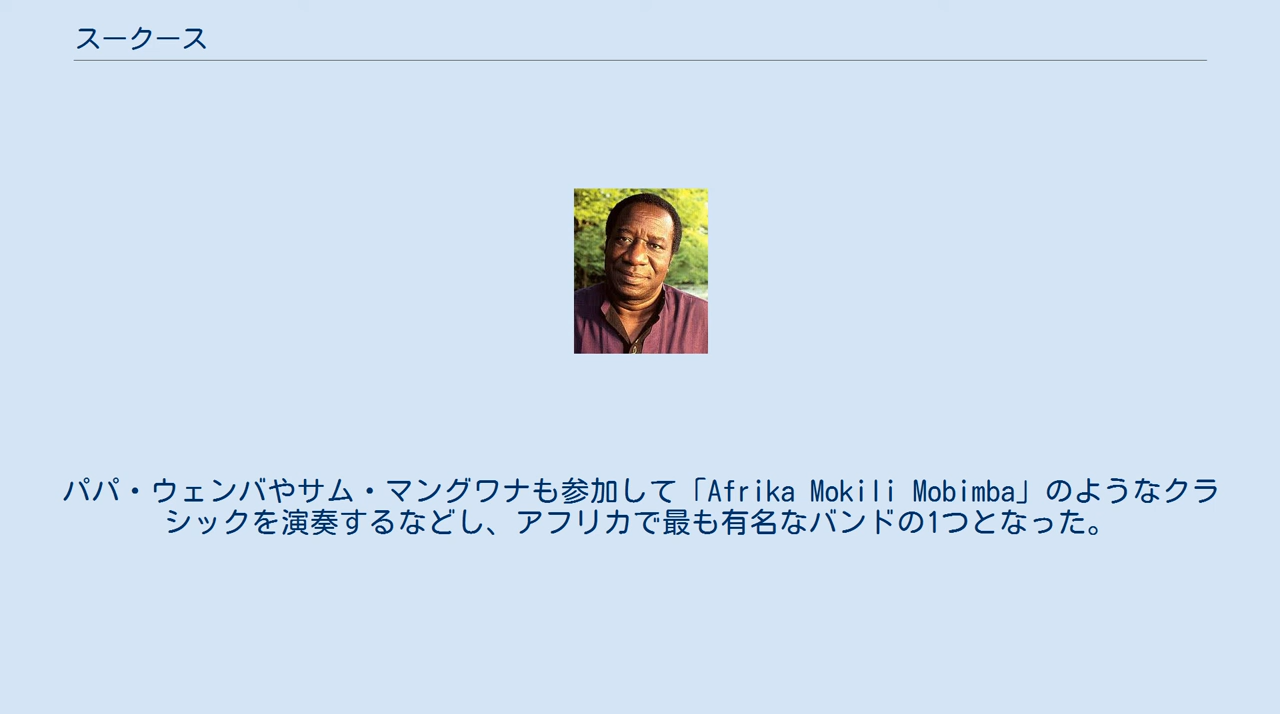 スークース
パパ・ウェンバやサム・マングワナも参加して「Afrika Mokili Mobimba」のようなクラ
シックを演奏するなどし、アフリカで最も有名なバンドの1つとなった。